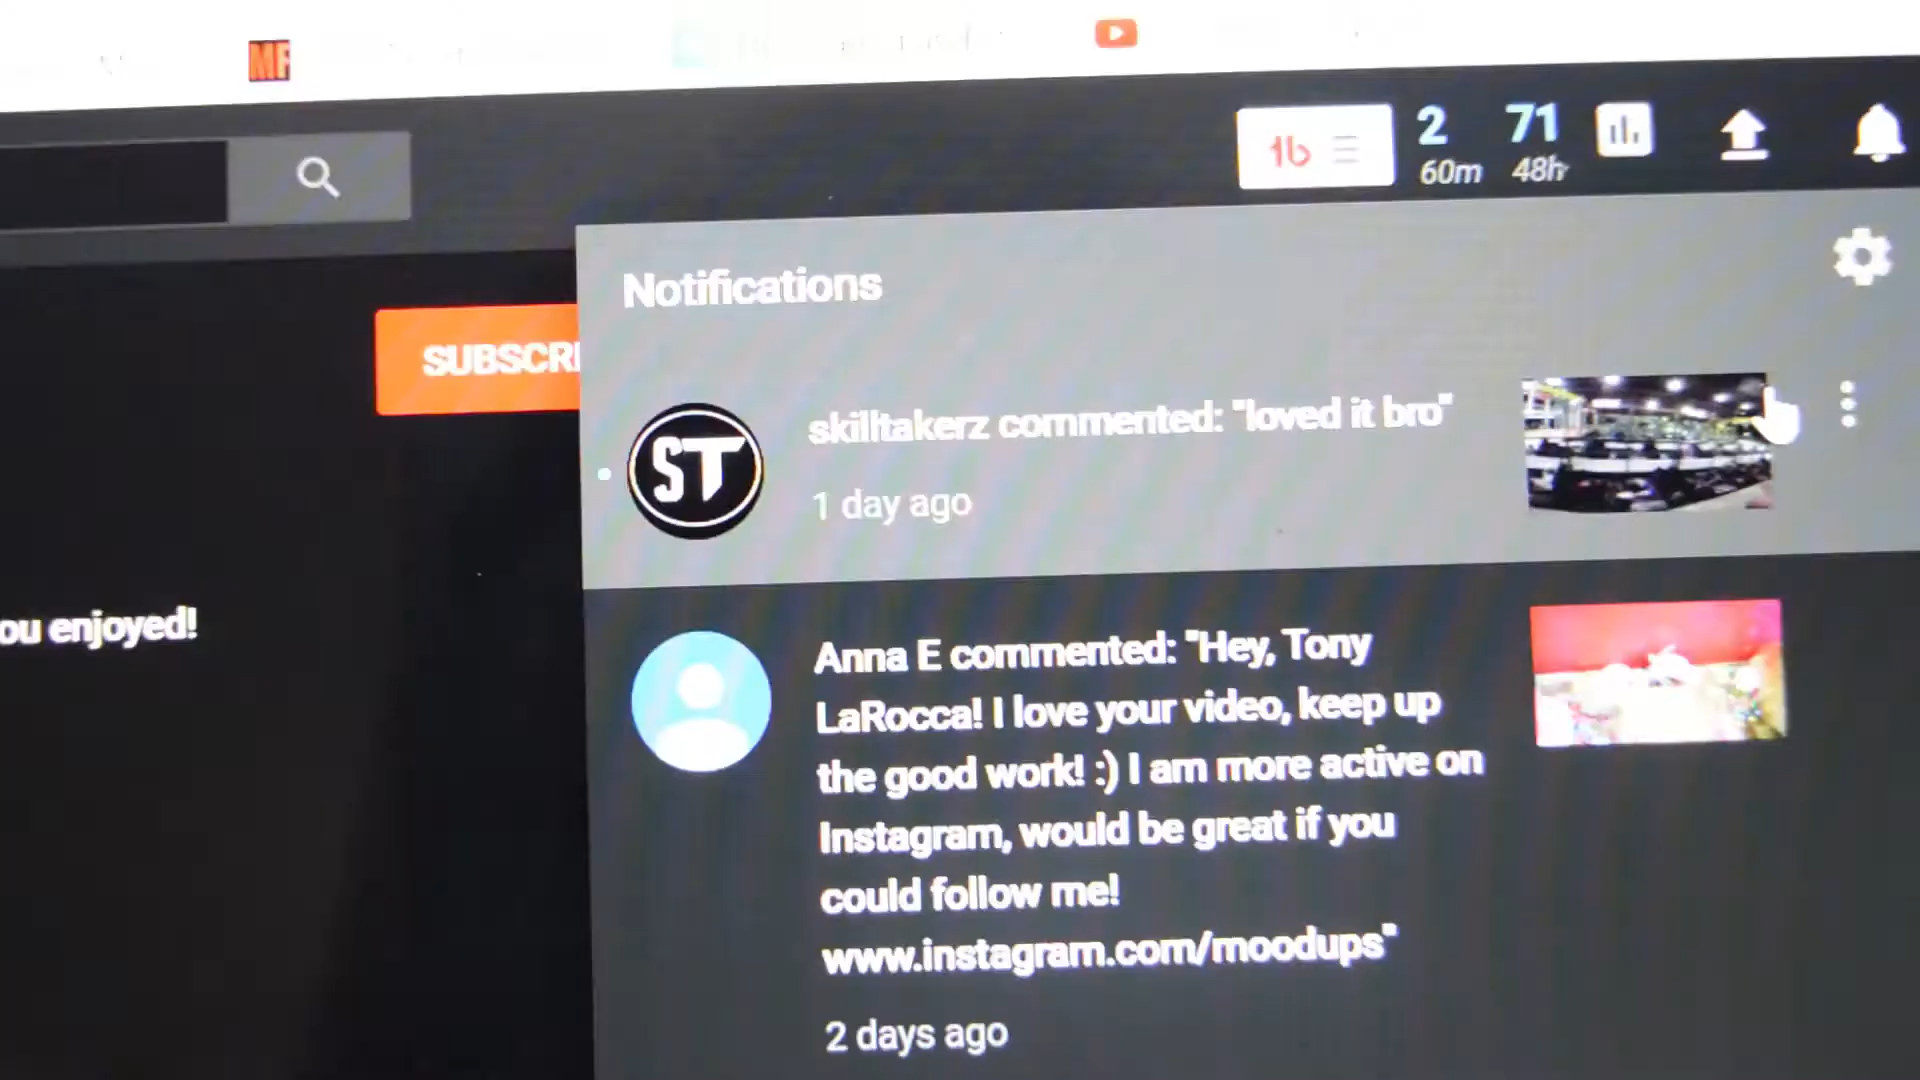 MF
tb
2
71
60m
48h
SUBSCRI
Notifications
ST
skilltakerz commented: "loved it bro"
1 day ago
ou enjoyed!
Anna E commented: "Hey, Tony
LaRocca! I love your video, keep up
the good work! :) I am more active on
Instagram, would be great if you
could follow me!
www.instagram.com/moodups"
2 days ago